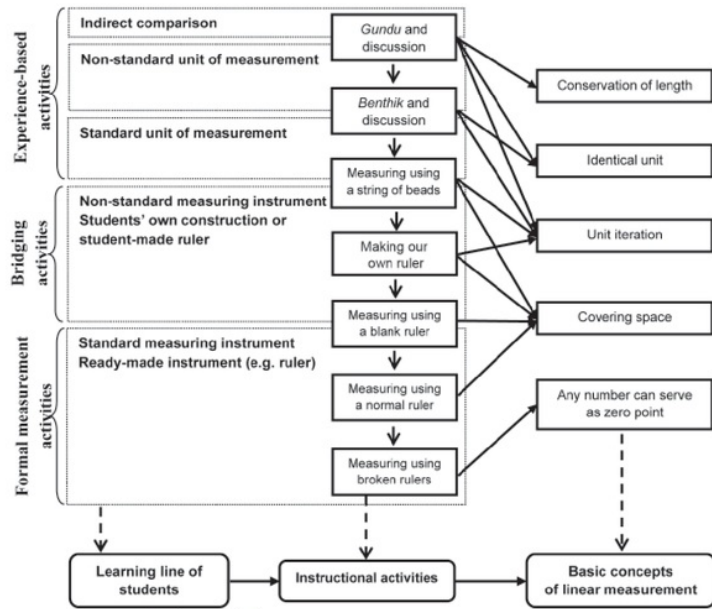 Experience-based
activities
Bridging
activities
Formal measurement
activities
Indirect comparison
Non-standard unit of measurement
Standard unit of measurement
Non-standard measuring instrument
Students' own construction or
student-made ruler
Standard measuring instrument
Ready-made instrument (e.g. ruler)
Gundu and
discussion
Benthik and
discussion
Measuring using
a string of beads
Making our
own ruler
Measuring using
a blank ruler
Measuring using
a normal ruler
Measuring using
broken rulers
Conservation of length
Identical unit
Unit iteration
Covering space
Any number can serve
as zero point
Learning line of
students
Instructional activities
Basic concepts
of linear measurement